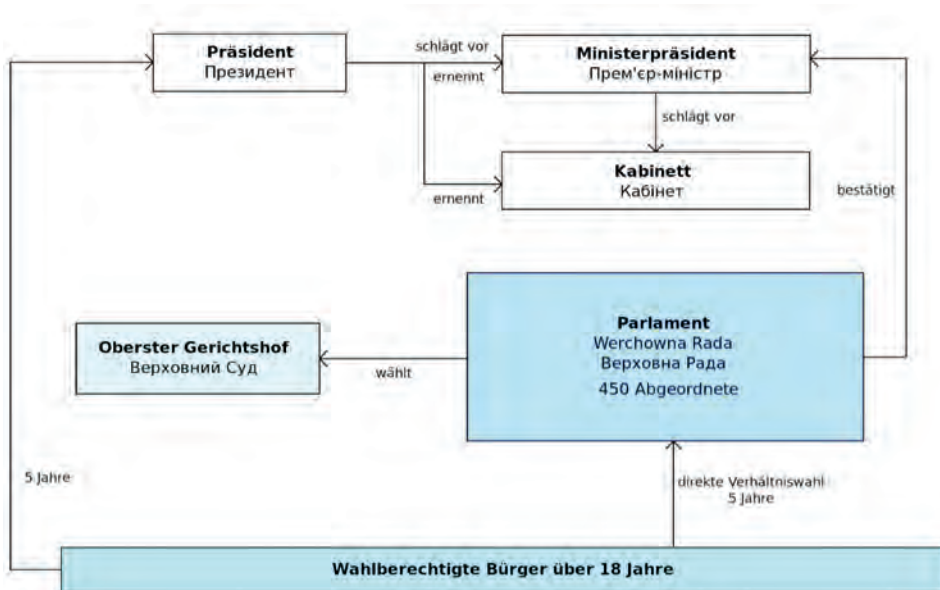 Präsident
Президент
schlägt vor
ernennt
Ministerpräsident
Прем'єр-міністр
schlägt vor
Kabinett
Кабінет
ernennt
bestätigt
Parlament
Werchowna Rada
Верховна Рада
450 Abgeordnete
Oberster Gerichtshof
Верховний Суд
wählt
5 Jahre
direkte Verhältniswahl
5 Jahre
Wahlberechtigte Bürger über 18 Jahre